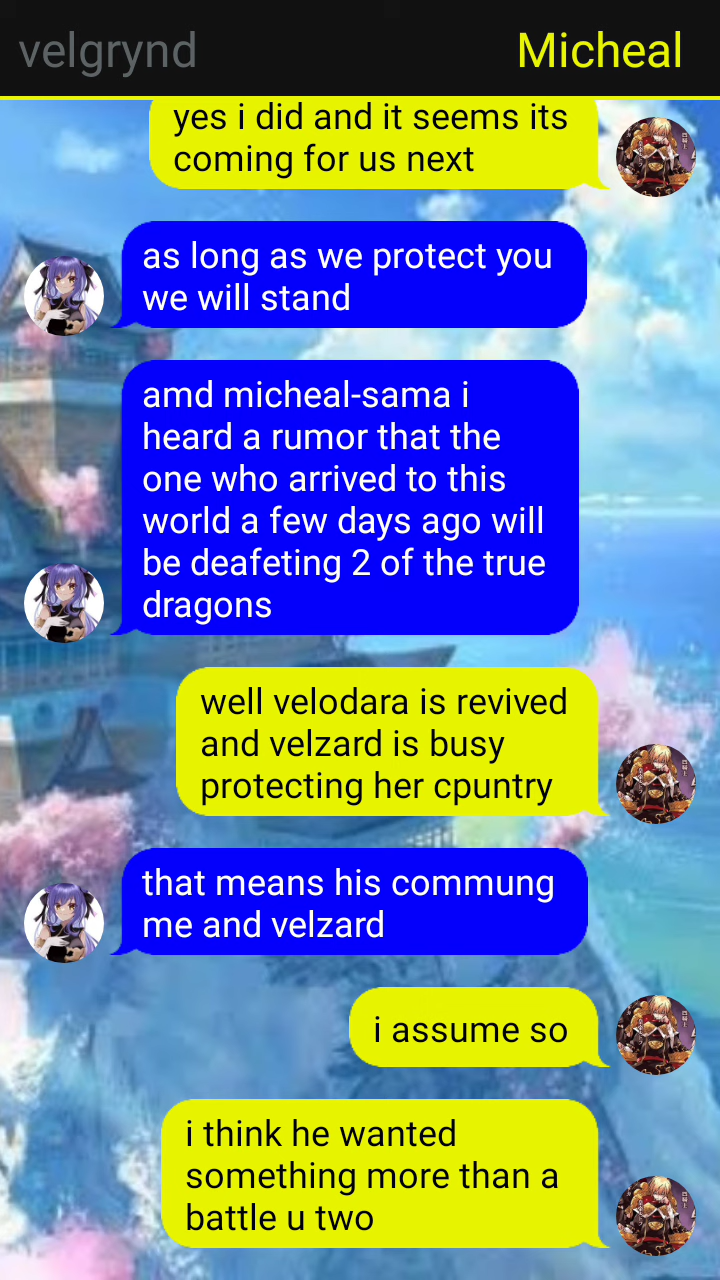 velgrynd
Micheal
yes i did and it seems its
coming for us next
as long as we protect you
we will stand
amd micheal-sama i
heard a rumor that the
one who arrived to this
world a few days ago will
be deafeting 2 of the true
dragons
well velodara is revived
and velzard is busy
protecting her cpuntry
that means his commung
me and velzard
i assume so
i think he wanted
something more than a
battle u two